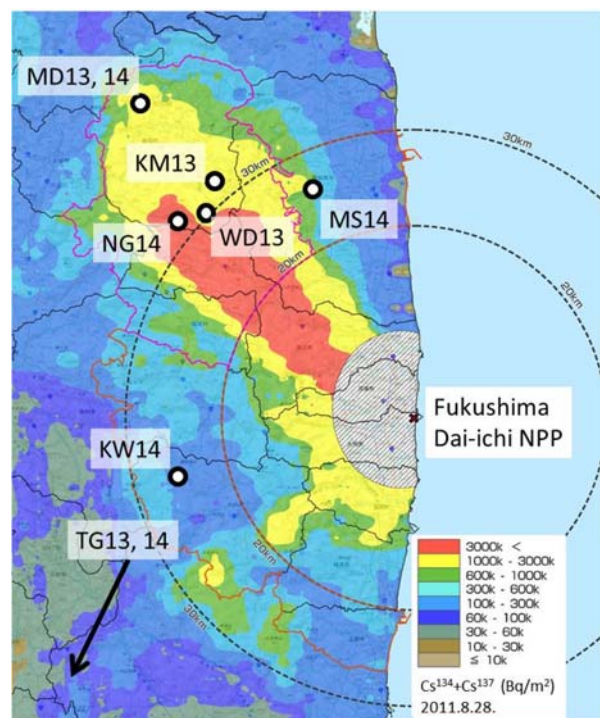 MD13, 14
30km
KM13
30km
MS14
NG14
WD13
20km
20km
Fukushima
Dai-ichi NPP
KW14
TG13, 14
20km
30km
3000k <
1000k - 3000k
600k - 1000k
300k - 600k
100k - 300k
60k - 100k
30k - 60k
10k - 30k
≦ 10k
Cs¹³⁴+Cs¹³⁷ (Bq/m²)
2011.8.28.